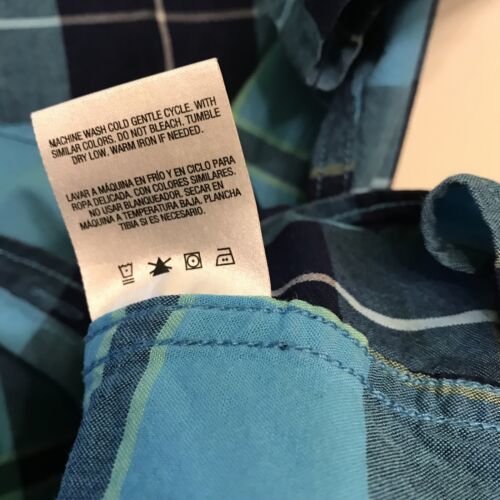 MACHINE WASH COLD GENTLE CYCLE. WITH
SIMILAR COLORS. DO NOT BLEACH. TUMBLE
DRY LOW. WARM IRON IF NEEDED.
LAVAR A MÁQUINA EN FRÍO Y EN CICLO PARA
ROPA DELICADA. CON COLORES SIMILARES.
NO USAR BLANQUEADOR. SECAR EN
MÁQUINA A TEMPERATURA BAJA. PLANCHA
TIBIA SI ES NECESARIO.